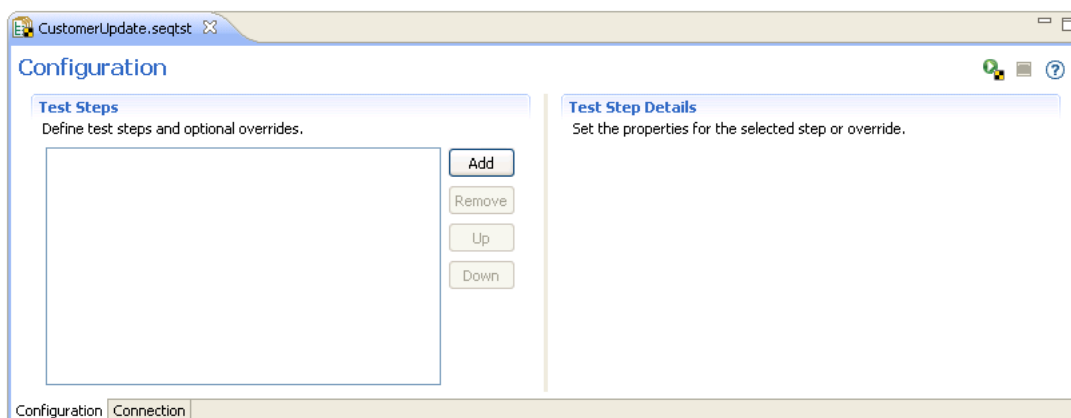 CustomerUpdate.seqtst
Configuration
Test Steps
Define test steps and optional overrides.
Add
Remove
Up
Down
Test Step Details
Set the properties for the selected step or override.
Configuration
Connection